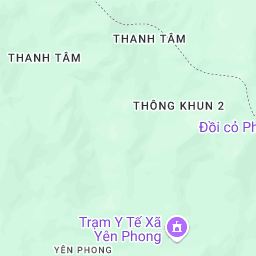 THANH TÂM
THANH TÂM
THÔNG KHUN 2
Đồi cỏ Ph
Trạm Y Tế Xã
Yên Phong
YÊN PHONG